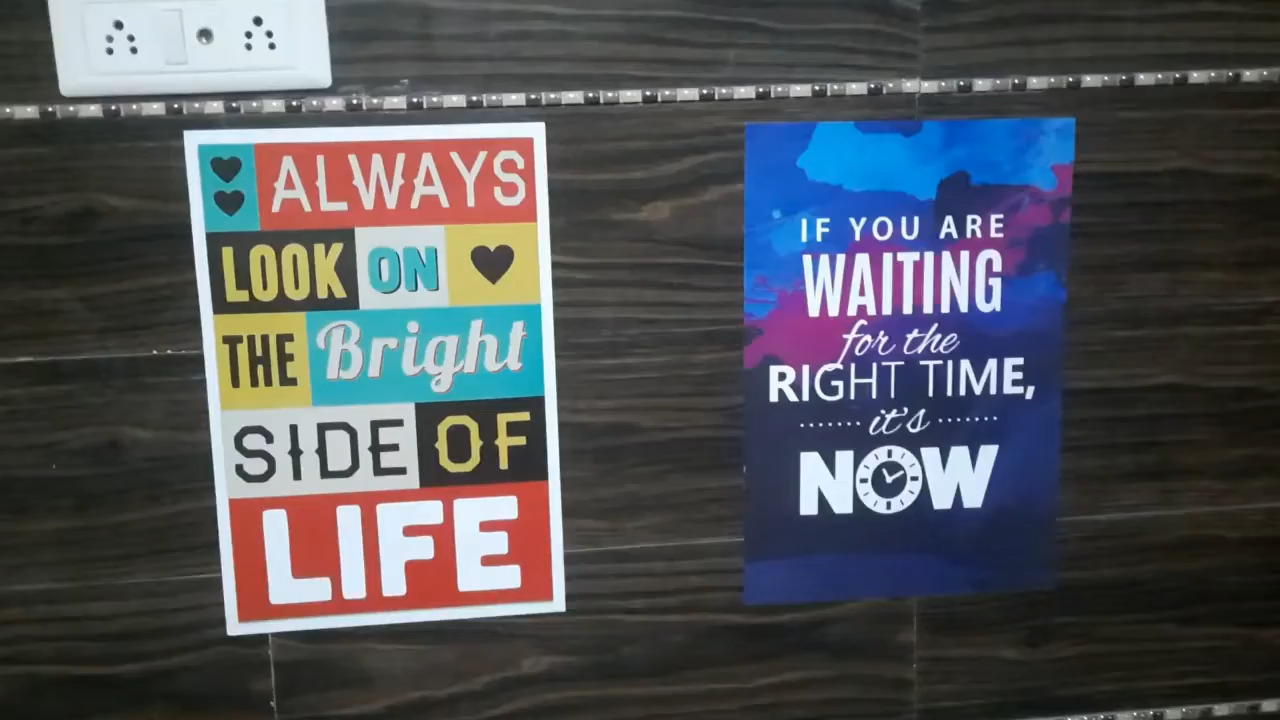 ALWAYS
LOOK ON
THE Bright
SIDE OF
LIFE
IF YOU ARE
WAITING
for the
RIGHT TIME,
it's
NOW